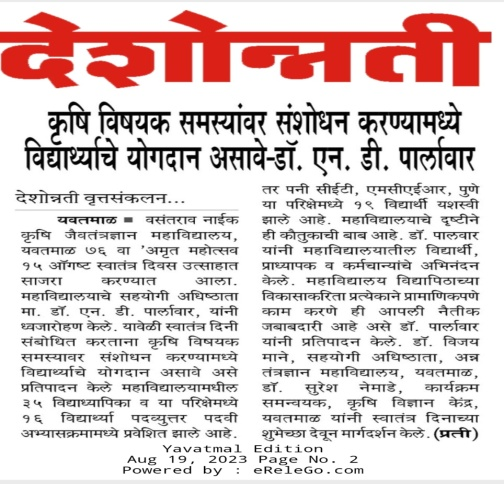 देशोन्नती
कृषि विषयक समस्यांवर संशोधन करण्यामध्ये
विद्यार्थ्याचे योगदान असावे-डॉ. एन. डी. पार्लावार
देशोन्नती वृत्तसंकलन...
यवतमाळ = वसंतराव नाईक
कृषि जैवतंत्रज्ञान महाविद्यालय,
यवतमाळ ७६ वा 'अमृत महोत्सव
१५ ऑगष्ट स्वातंत्र दिवस उत्साहात
साजरा करण्यात आला.
महाविद्यालयाचे सहयोगी अधिष्ठाता
मा. डॉ. एन. डी. पार्लावार, यांनी
ध्वजारोहण केले. यावेळी स्वातंत्र दिनी
संबोधित करताना कृषि विषयक
समस्यावर संशोधन करण्यामध्ये
विद्यार्थ्याचे योगदान असावे असे
प्रतिपादन केले महाविद्यालयामधील
३५ विद्याध्यापिका व या परिक्षेमध्ये
१६ विद्यार्थ्या पदव्युत्तर पदवी
अभ्यासक्रमामध्ये प्रवेशित झाले आहे.
तर पनी सीईटी, एमसीएईआर, पुणे
या परिक्षेमध्ये १९ विद्यार्थी यशस्वी
झाले आहे. महाविद्यालयाचे दृष्टीने
ही कौतुकाची बाब आहे. डॉ. पालवार
यांनी महाविद्यालयातील विद्यार्थी,
प्राध्यापक व कर्मचाऱ्यांचे अभिनंदन
केले. महाविद्यालय विद्यापिठाच्या
विकासाकरिता प्रत्येकाने प्रामाणिकपणे
काम करणे ही आपली नैतीक
जबाबदारी आहे असे डॉ. पार्लावार
यांनी प्रतिपादन केले. डॉ. विजय
माने, सहयोगी अधिष्ठाता, अन्न
तंत्रज्ञान महाविद्यालय, यवतमाळ,
डॉ. सुरेश नेमाडे, कार्यक्रम
समन्वयक, कृषि विज्ञान केंद्र,
यवतमाळ यांनी स्वातंत्र दिनाच्या
शुभेच्छा देवून मार्गदर्शन केले. (प्रती)
Yavatmal Edition
Aug 19, 2023 Page No. 2
Powered by : eReleGo.com